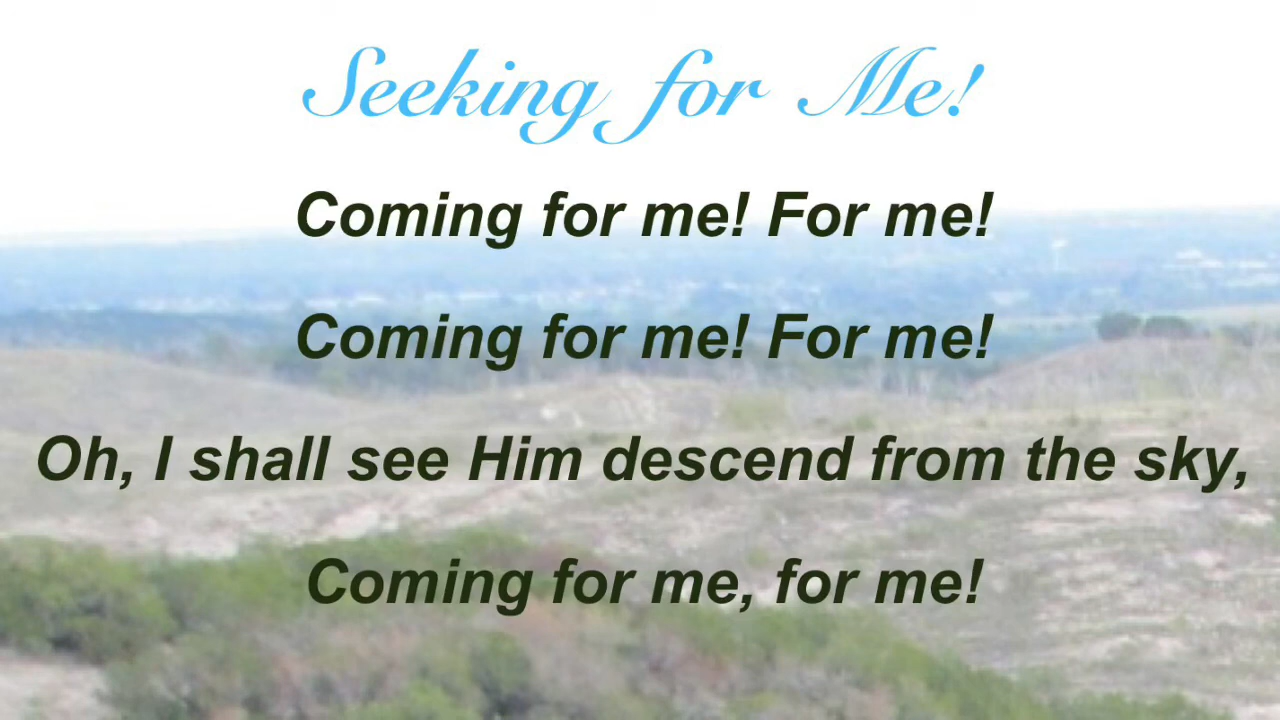 Seeking for Me!
Coming for me! For me!
Coming for me! For me!
Oh, I shall see Him descend from the sky,
Coming for me, for me!